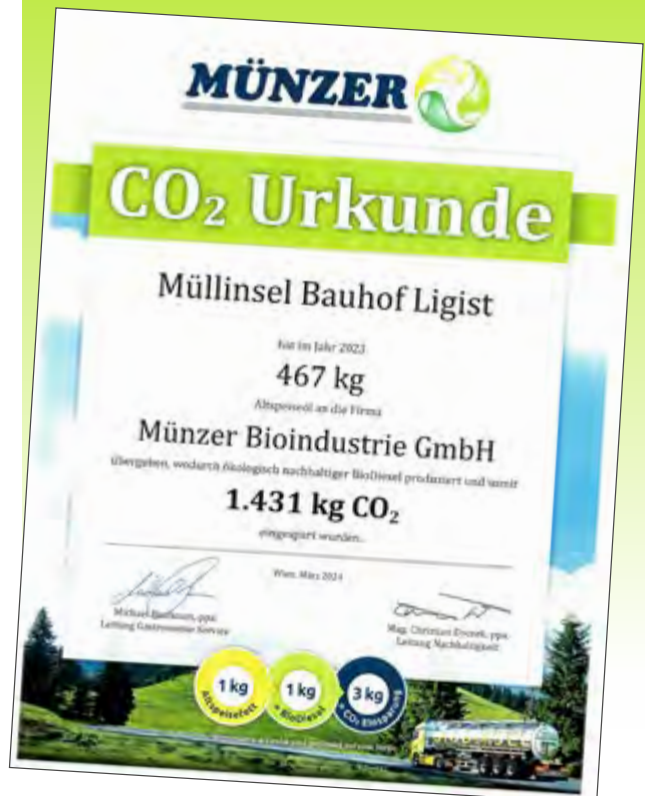 MÜNZER
CO₂ Urkunde
Müllinsel Bauhof Ligist
hat im Jahr 2023
467 kg
Altspeiseöl an die Firma
Münzer Bioindustrie GmbH
übergeben, wodurch ökologisch nachhaltiger BioDiesel produziert und somit
1.431 kg CO₂
eingespart wurden.
Wien, März 2024
Michael ppa.
Leitung Gastronomie Service
Mag. Christian ppa.
Leitung Nachhaltigkeit
1 kg
Altspeisefett
1 kg
= BioDiesel
3 kg
= CO₂ Einsparung